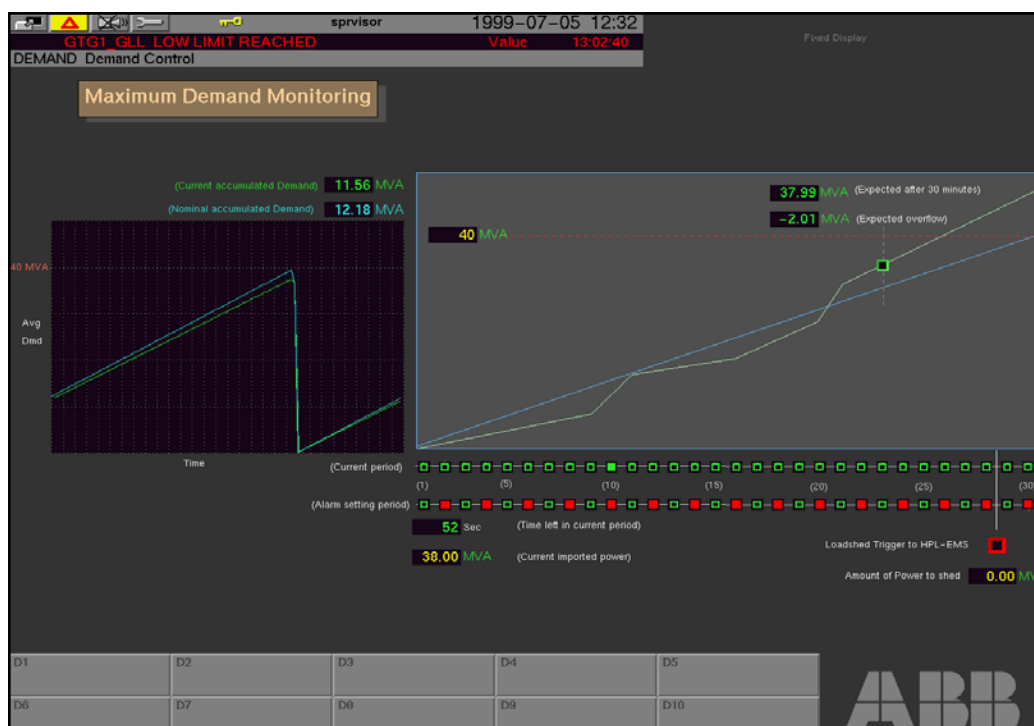 sprvisor 1999-07-05 12:32
GTG1_GLL LOW LIMIT REACHED Value 13:02:40
Fixed Display
DEMAND Demand Control
Maximum Demand Monitoring
(Current accumulated Demand) 11.56 MVA
(Nominal accumulated Demand) 12.18 MVA
37.99 MVA (Expected after 30 minutes)
-2.01 MVA (Expected overflow)
40 MVA
40 MVA
Avg
Dmd
Time
(Current period)
(1) (5) (10) (15) (20) (25) (30
(Alarm setting period)
52 Sec (Time left in current period)
38.00 MVA (Current imported power)
Loadshed Trigger to HPL-EMS
Amount of Power to shed 0.00 MV
D1 D2 D3 D4 D5
D6 D7 D8 D9 D10
ABB